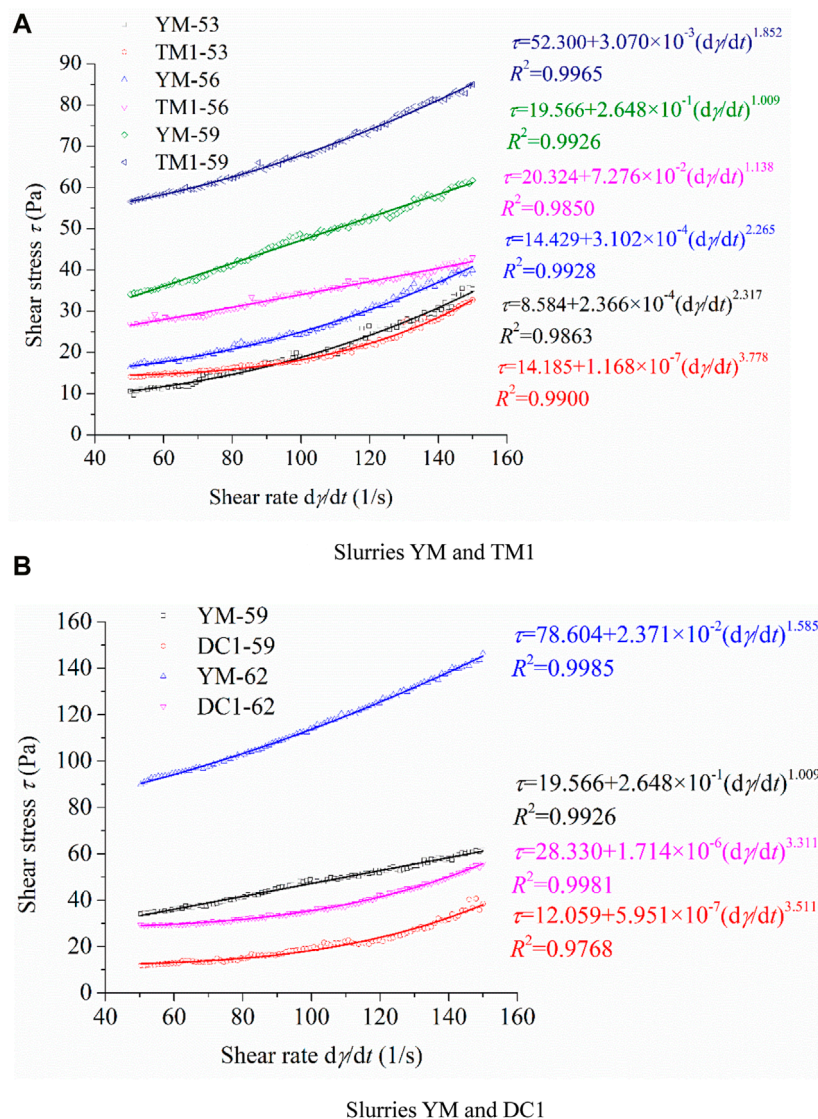 A
YM-53
TM1-53
YM-56
TM1-56
YM-59
TM1-59
τ=52.300+3.070×10⁻³(dγ/dt)^1.852
R²=0.9965
τ=19.566+2.648×10⁻¹(dγ/dt)^1.009
R²=0.9926
τ=20.324+7.276×10⁻²(dγ/dt)^1.138
R²=0.9850
τ=14.429+3.102×10⁻⁴(dγ/dt)^2.265
R²=0.9928
τ=8.584+2.366×10⁻⁴(dγ/dt)^2.317
R²=0.9863
τ=14.185+1.168×10⁻⁷(dγ/dt)^3.778
R²=0.9900
Shear stress τ (Pa)
90
80
70
60
50
40
30
20
10
0
40 60 80 100 120 140 160
Shear rate dγ/dt (1/s)
Slurries YM and TM1
B
YM-59
DC1-59
YM-62
DC1-62
τ=78.604+2.371×10⁻²(dγ/dt)^1.585
R²=0.9985
τ=19.566+2.648×10⁻¹(dγ/dt)^1.009
R²=0.9926
τ=28.330+1.714×10⁻⁶(dγ/dt)^3.311
R²=0.9981
τ=12.059+5.951×10⁻⁷(dγ/dt)^3.511
R²=0.9768
Shear stress τ (Pa)
160
140
120
100
80
60
40
20
0
40 60 80 100 120 140 160
Shear rate dγ/dt (1/s)
Slurries YM and DC1